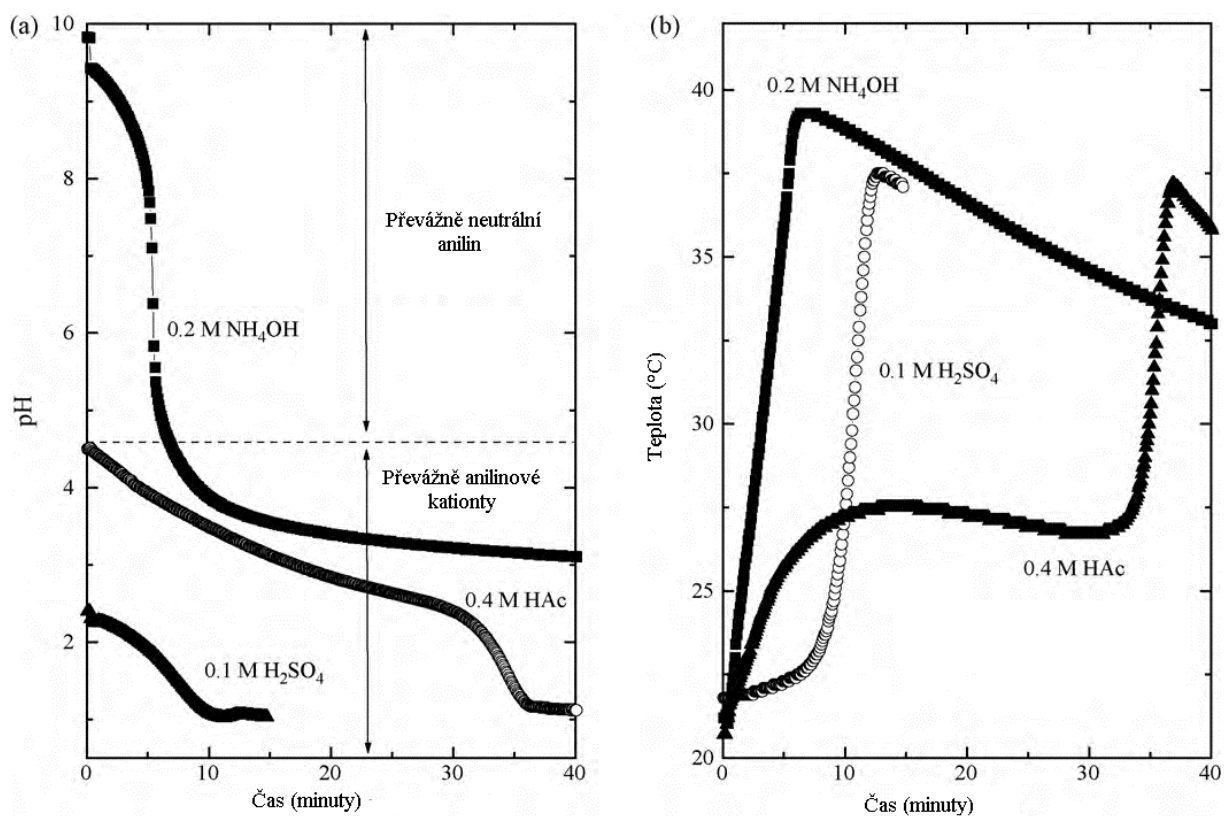 (a)
10
8
6
4
2
pH
0
10
20
30
40
Čas (minuty)
Převážně neutrální
anilin
0.2 M NH₄OH
Převážně anilinové
kationty
0.4 M HAc
0.1 M H₂SO₄
(b)
40
35
30
25
20
Teplota (°C)
0
10
20
30
40
Čas (minuty)
0.2 M NH₄OH
0.1 M H₂SO₄
0.4 M HAc